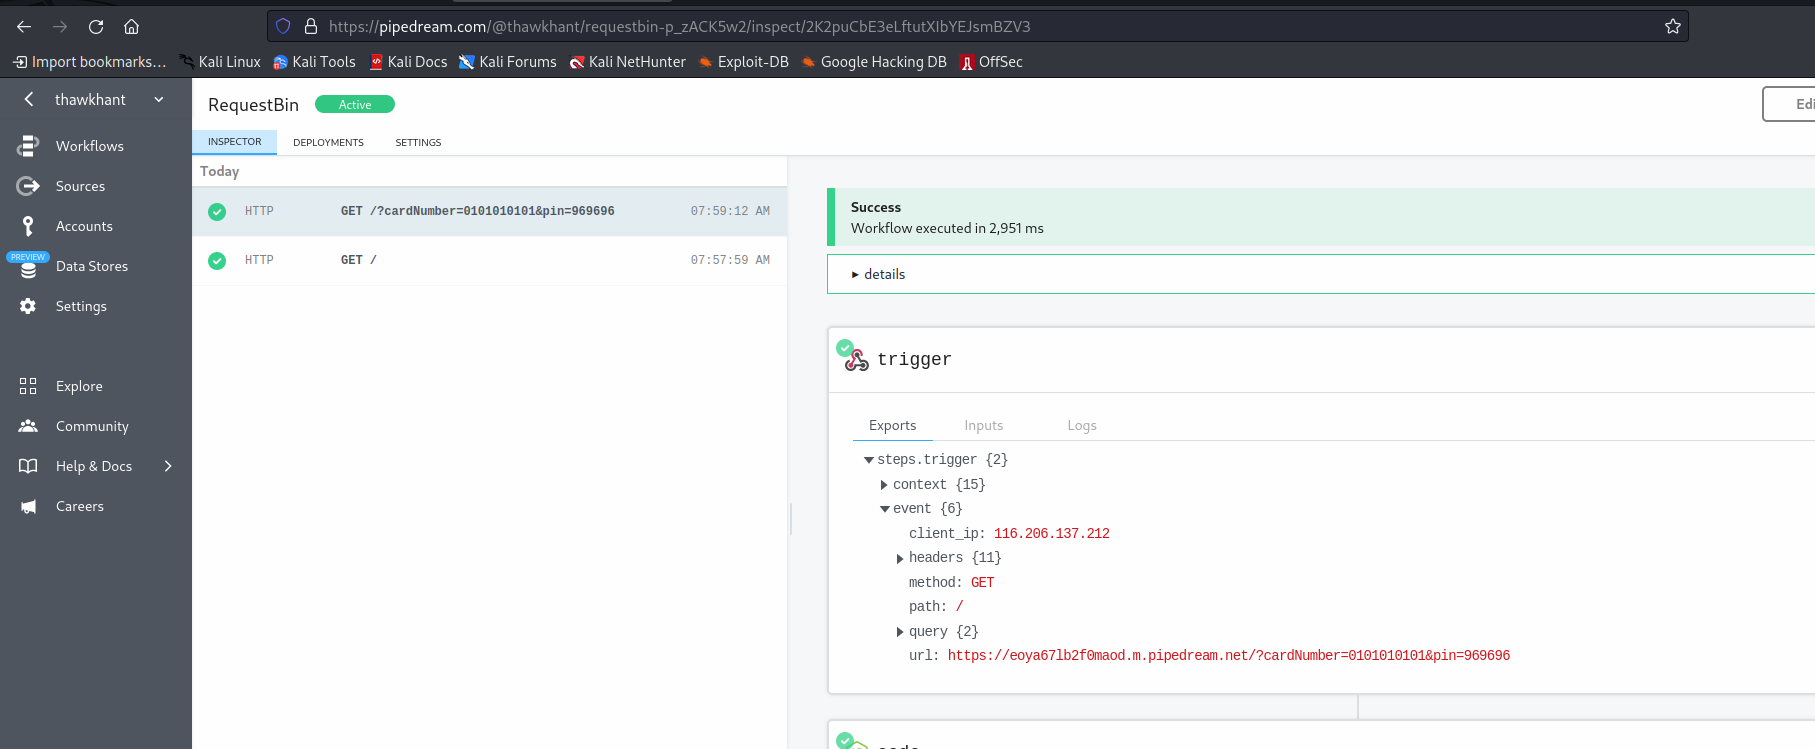 https://pipedream.com/@thawkhant/requestbin-p_zACK5w2/inspect/2K2puCbE3eLftutXIbYEJsmBZV3
Import bookmarks... Kali Linux Kali Tools Kali Docs Kali Forums Kali NetHunter Exploit-DB Google Hacking DB OffSec
thawkhant
Workflows
Sources
Accounts
PREVIEW
Data Stores
Settings
Explore
Community
Help & Docs
Careers
RequestBin Active
INSPECTOR DEPLOYMENTS SETTINGS
Today
HTTP GET /?cardNumber=0101010101&pin=969696 07:59:12 AM
HTTP GET / 07:57:59 AM
Success
Workflow executed in 2,951 ms
details
trigger
Exports Inputs Logs
steps.trigger {2}
context {15}
event {6}
client_ip: 116.206.137.212
headers {11}
method: GET
path: /
query {2}
url: https://eoya67lb2f0maod.m.pipedream.net/?cardNumber=0101010101&pin=969696